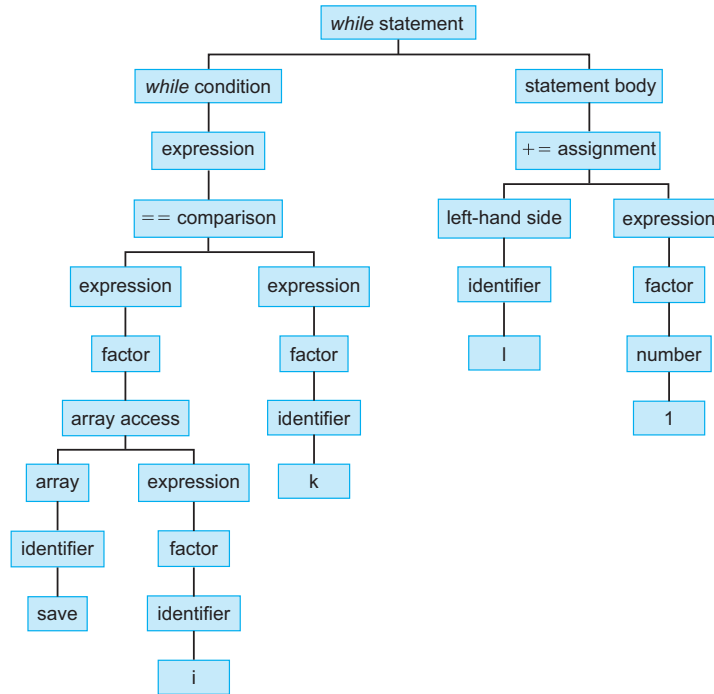 while statement
while condition
statement body
expression
+= assignment
== comparison
left-hand side
expression
expression
expression
identifier
factor
factor
factor
l
number
array access
identifier
1
array
expression
k
identifier
factor
save
identifier
i